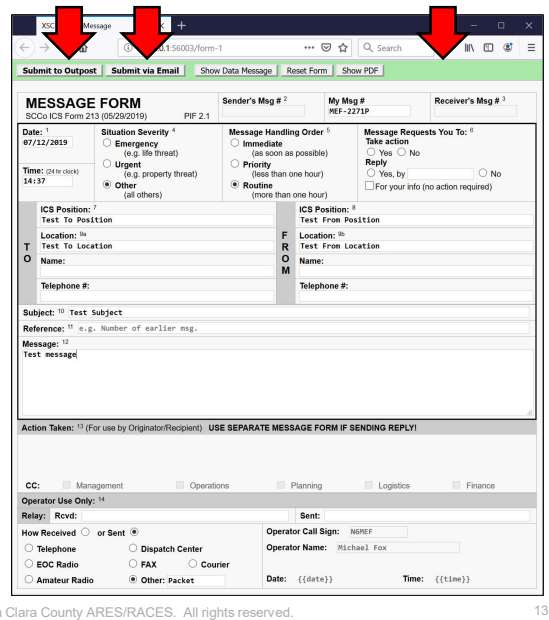 XSC Message +
0.1:56003/form-1 ••• Search
Submit to Outpost Submit via Email Show Data Message Reset Form Show PDF
MESSAGE FORM Sender's Msg # 2 My Msg # Receiver's Msg # 3
SCCo ICS Form 213 (05/29/2019) PIF 2.1 MEF-2271P
Date: 1 Situation Severity 4 Message Handling Order 5 Message Requests You To: 6
07/12/2019 Emergency Immediate Take action
(e.g. life threat) (as soon as possible) Yes No
Urgent Priority Reply
Time: (24 hr clock) (e.g. property threat) (less than one hour) Yes, by No
14:37 Other Routine For your info (no action required)
(all others) (more than one hour)
ICS Position: 7 ICS Position: 8
Test To Position Test From Position
Location: 9a F Location: 9b
T Test To Location R Test From Location
O Name: O Name:
M
Telephone #: Telephone #:
Subject: 10 Test Subject
Reference: 11 e.g. Number of earlier msg.
Message: 12
Test message
Action Taken: 13 (For use by Originator/Recipient) USE SEPARATE MESSAGE FORM IF SENDING REPLY!
CC: Management Operations Planning Logistics Finance
Operator Use Only: 14
Relay: Rcvd: Sent:
How Received or Sent Operator Call Sign: N6MEF
Telephone Dispatch Center Operator Name: Michael Fox
EOC Radio FAX Courier
Amateur Radio Other: Packet Date: {{date}} Time: {{time}}
Clara County ARES/RACES. All rights reserved. 13